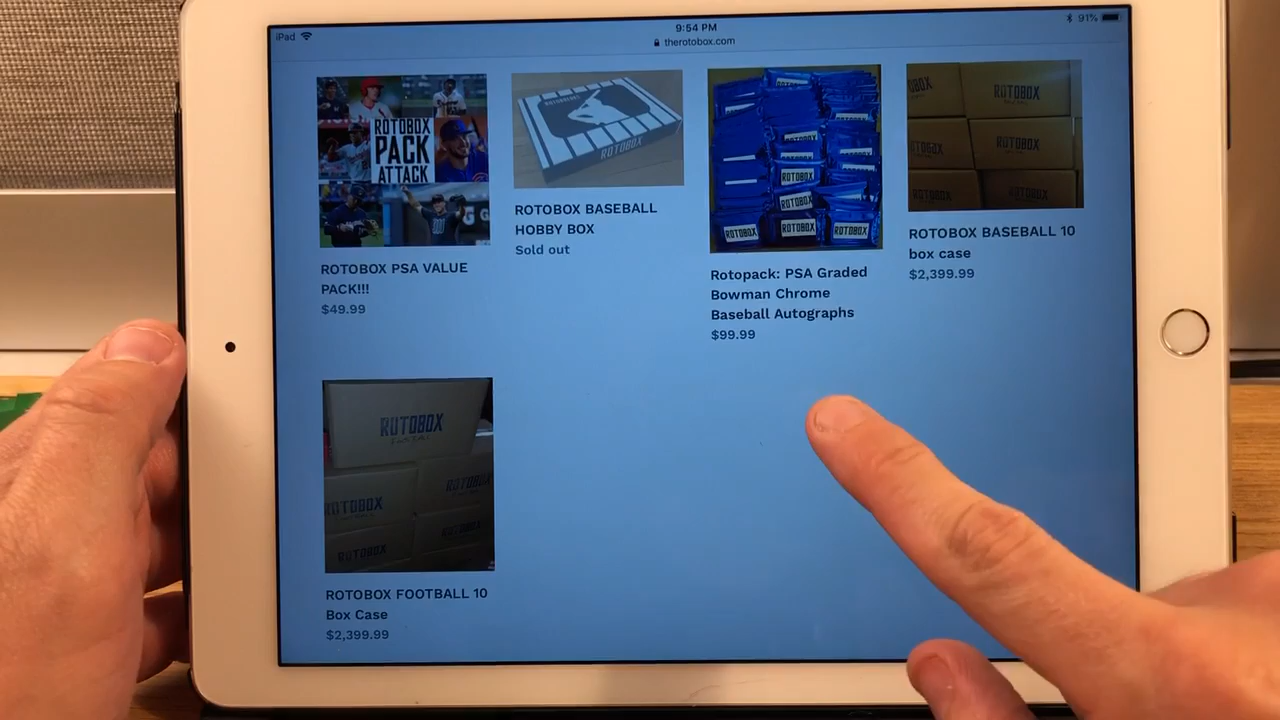 iPad
9:54 PM
91%
therotobox.com
ROTOBOX
PACK
ATTACK
ROTOBOX PSA VALUE
PACK!!!
$49.99
ROTOBOX
ROTOBOX BASEBALL
HOBBY BOX
Sold out
ROTOBOX
ROTOBOX
ROTOBOX
ROTOBOX
ROTOBOX
Rotopack: PSA Graded
Bowman Chrome
Baseball Autographs
$99.99
ROTOBOX
ROTOBOX
ROTOBOX
ROTOBOX BASEBALL 10
box case
$2,399.99
ROTOBOX
ROTOBOX
ROTOBOX
ROTOBOX
ROTOBOX
ROTOBOX FOOTBALL 10
Box Case
$2,399.99